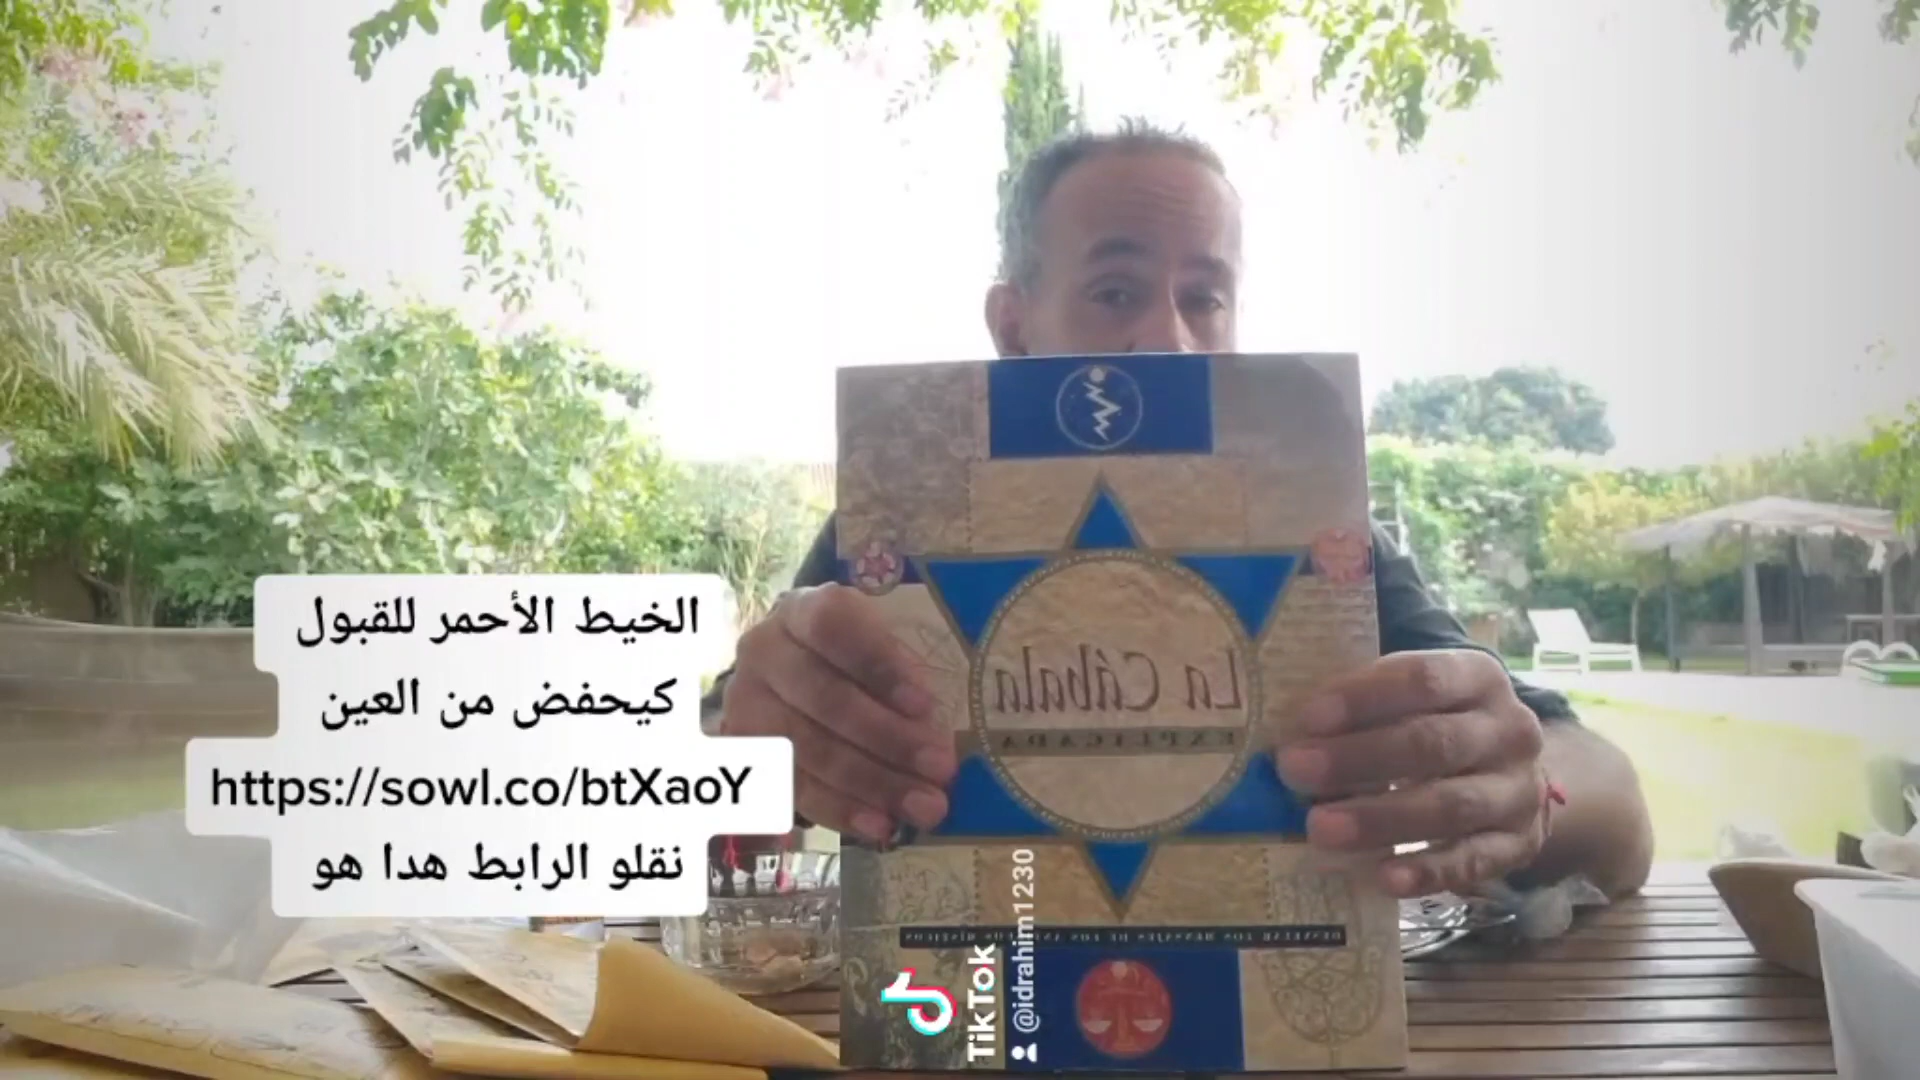 الخيط الأحمر للقبول
كيحفض من العين
https://sowl.co/btXaoY
نقلو الرابط هدا هو
La Cábala
EXPLICADA
TikTok
@idrahim1230